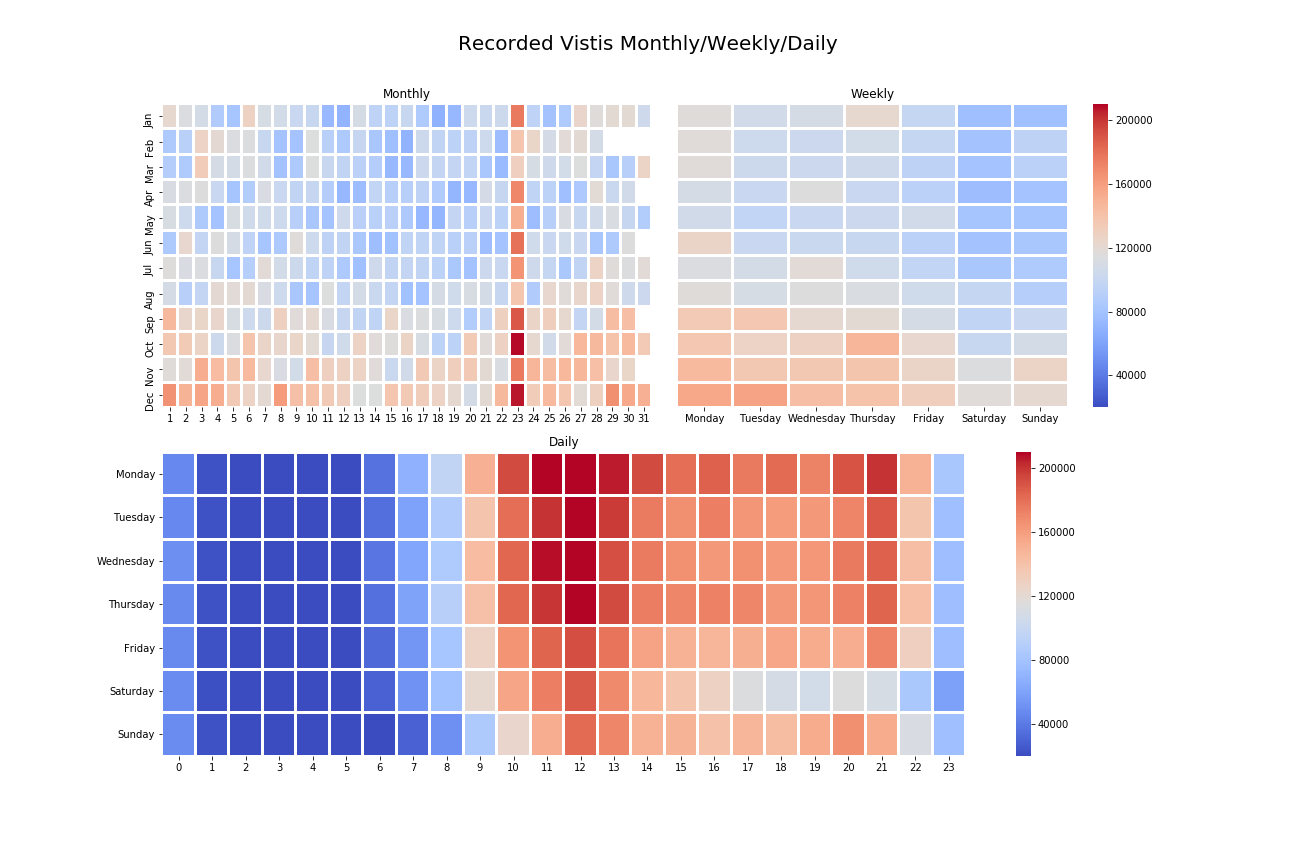 Recorded Vistis Monthly/Weekly/Daily
Monthly
Weekly
Jan
Feb
Mar
Apr
May
Jun
Jul
Aug
Sep
Oct
Nov
Dec
1 2 3 4 5 6 7 8 9 10 11 12 13 14 15 16 17 18 19 20 21 22 23 24 25 26 27 28 29 30 31
Monday Tuesday Wednesday Thursday Friday Saturday Sunday
200000
160000
120000
80000
40000
Daily
Monday
Tuesday
Wednesday
Thursday
Friday
Saturday
Sunday
0 1 2 3 4 5 6 7 8 9 10 11 12 13 14 15 16 17 18 19 20 21 22 23
200000
160000
120000
80000
40000